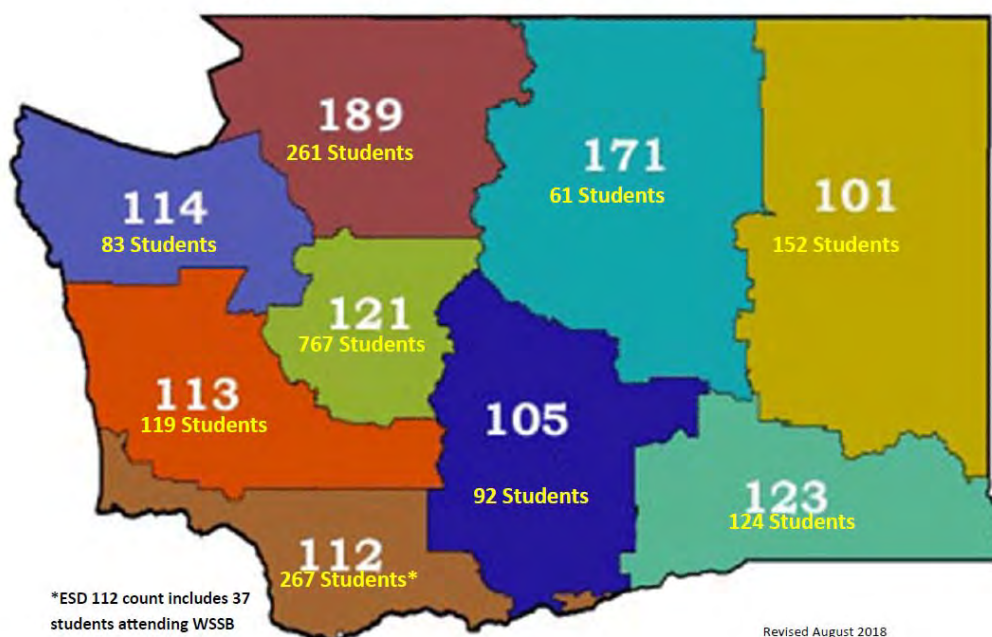 189
261 Students
171
61 Students
101
152 Students
114
83 Students
121
767 Students
113
119 Students
105
92 Students
123
124 Students
112
267 Students*
*ESD 112 count includes 37
students attending WSSB
Revised August 2018